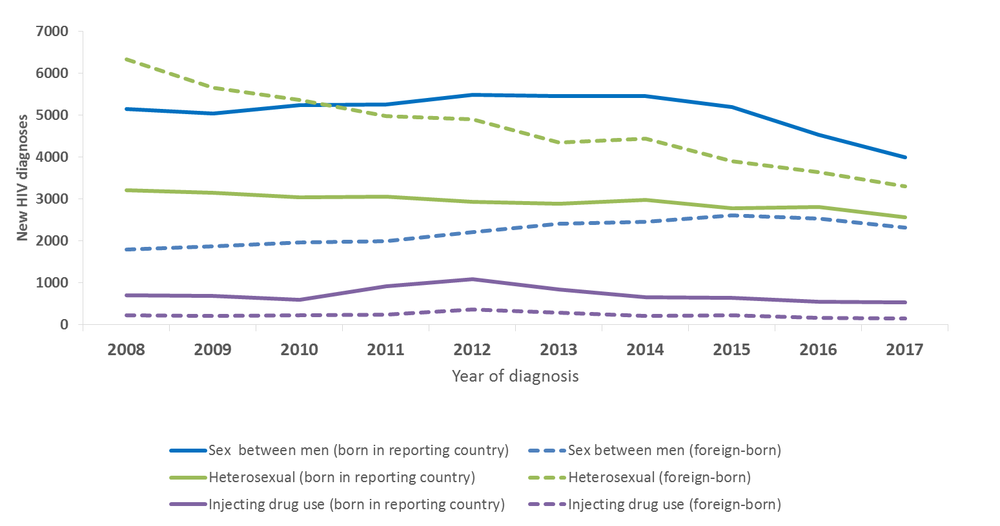 7000
6000
5000
4000
3000
2000
1000
0
New HIV diagnoses
2008 2009 2010 2011 2012 2013 2014 2015 2016 2017
Year of diagnosis
Sex between men (born in reporting country) Sex between men (foreign-born)
Heterosexual (born in reporting country) Heterosexual (foreign-born)
Injecting drug use (born in reporting country) Injecting drug use (foreign-born)